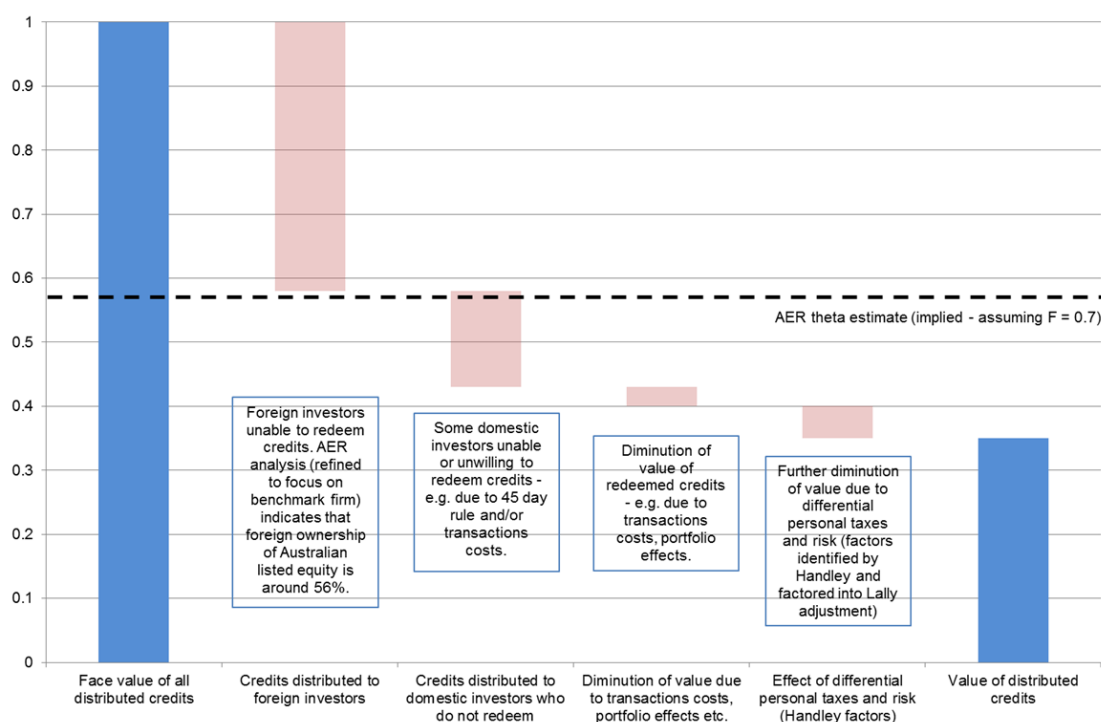 1
0.9
0.8
0.7
0.6
0.5
0.4
0.3
0.2
0.1
0
AER theta estimate (implied - assuming F = 0.7)
Foreign investors
unable to redeem
credits. AER
analysis (refined
to focus on
benchmark firm)
indicates that
foreign ownership
of Australian
listed equity is
around 56%.
Some domestic
investors unable
or unwilling to
redeem credits -
e.g. due to 45 day
rule and/or
transactions
costs.
Diminution of
value of
redeemed credits
- e.g. due to
transactions
costs, portfolio
effects.
Further diminution
of value due to
differential
personal taxes
and risk (factors
identified by
Handley and
factored into Lally
adjustment)
Face value of all
distributed credits
Credits distributed to
foreign investors
Credits distributed to
domestic investors who
do not redeem
Diminution of value due
to transactions costs,
portfolio effects etc.
Effect of differential
personal taxes and risk
(Handley factors)
Value of distributed
credits